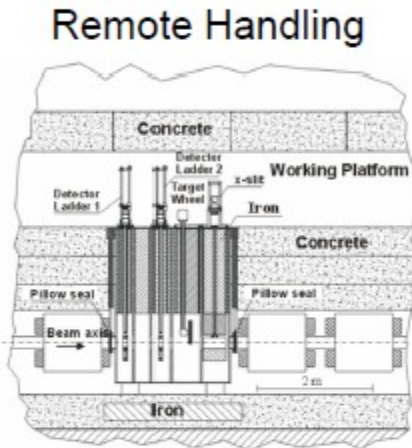 Remote Handling
Concrete
Detector
Ladder 2
Working Platform
Detector
Ladder 1
Target
Wheel
x-slit
Iron
Concrete
Pillow seal
Pillow seal
Beam axis
2 m
Iron